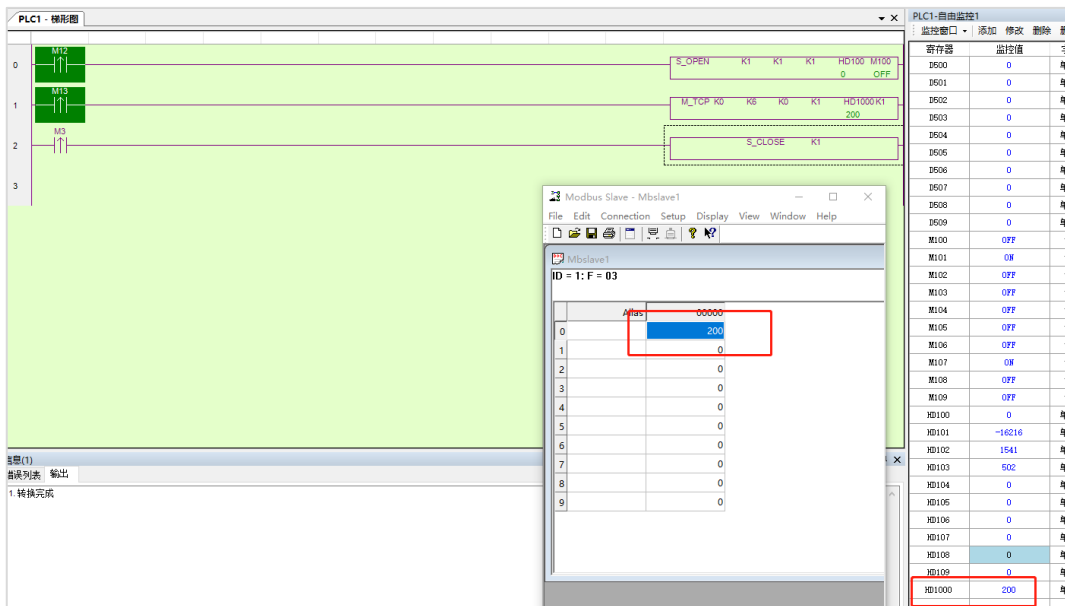 PLC1 - 梯形图
PLC1-自由监控1
监控窗口 添加 修改 删除
寄存器 监控值
0
M12
S_OPEN K1 K1 K1 HD100 M100
0 OFF
1
M13
M_TCP K0 K6 K0 K1 HD1000 K1
200
2
M3
S_CLOSE K1
3
D500 0
D501 0
D502 0
D503 0
D504 0
D505 0
D506 0
D507 0
D508 0
D509 0
M100 OFF
M101 ON
M102 OFF
M103 OFF
M104 OFF
M105 OFF
M106 OFF
M107 ON
M108 OFF
M109 OFF
HD100 0
HD101 -16216
HD102 1541
HD103 502
HD104 0
HD105 0
HD106 0
HD107 0
HD108 0
HD109 0
HD1000 200
Modbus Slave - Mbslave1
File Edit Connection Setup Display View Window Help
Mbslave1
ID = 1: F = 03
Alias 00000
0 200
1 0
2 0
3 0
4 0
5 0
6 0
7 0
8 0
9 0
信息(1)
错误列表 输出
1. 转换完成